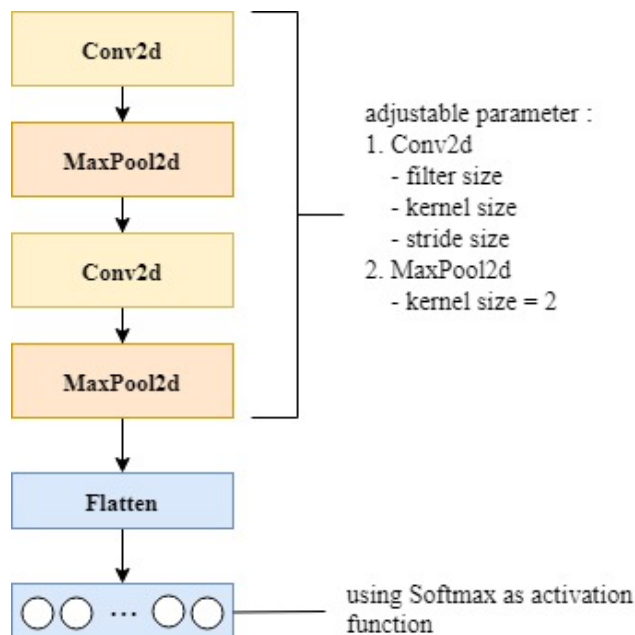 Conv2d
MaxPool2d
Conv2d
MaxPool2d
Flatten
...
adjustable parameter :
1. Conv2d
- filter size
- kernel size
- stride size
2. MaxPool2d
- kernel size = 2
using Softmax as activation
function